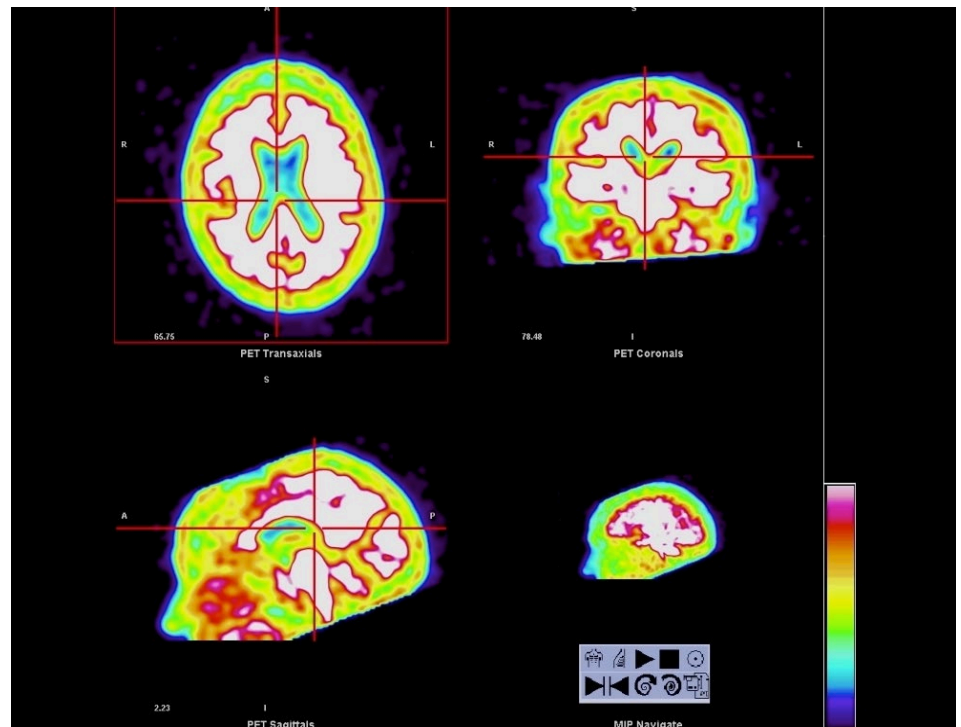 A
S
R
L
R
L
65.75
P
78.48
I
PET Transaxials
PET Coronals
S
A
P
2.23
I
PET Sagittals
MIP Navigate